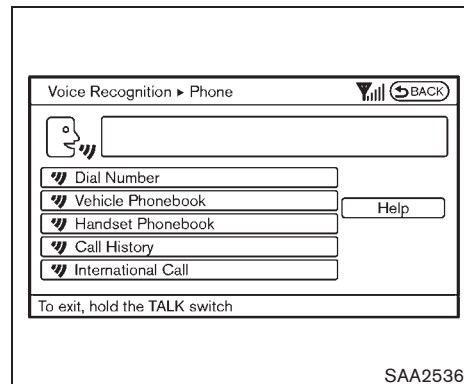 Voice Recognition ▸ Phone BACK
Dial Number
Vehicle Phonebook
Help
Handset Phonebook
Call History
International Call
To exit, hold the TALK switch
SAA2536